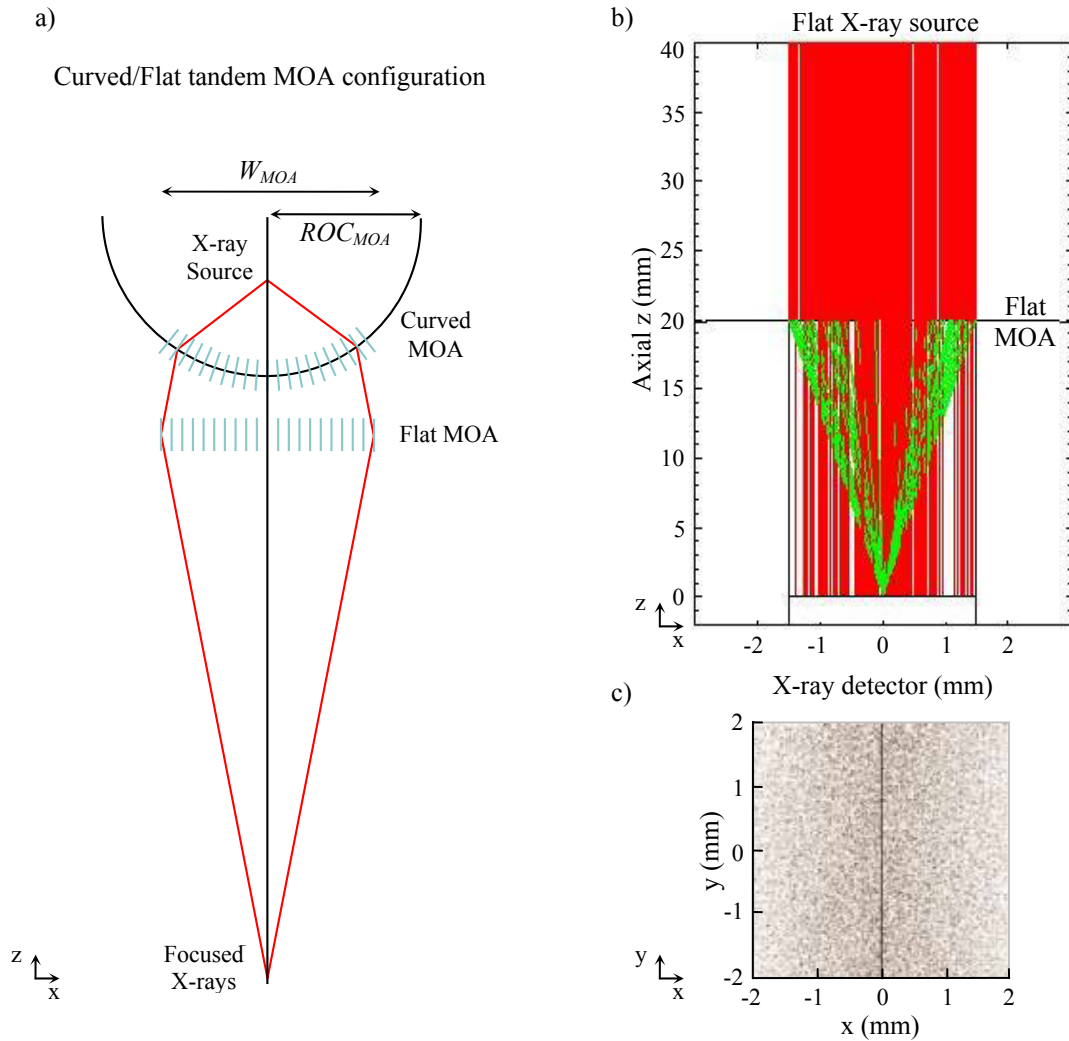 a)
Curved/Flat tandem MOA configuration
W_MOA
ROC_MOA
X-ray
Source
Curved
MOA
Flat MOA
Focused
X-rays
z
x
b)
Flat X-ray source
40
35
30
25
20
15
10
5
0
Axial z (mm)
Flat
MOA
z
x
-2 -1 0 1 2
X-ray detector (mm)
c)
2
1
0
-1
-2
y (mm)
y
x
-2 -1 0 1 2
x (mm)